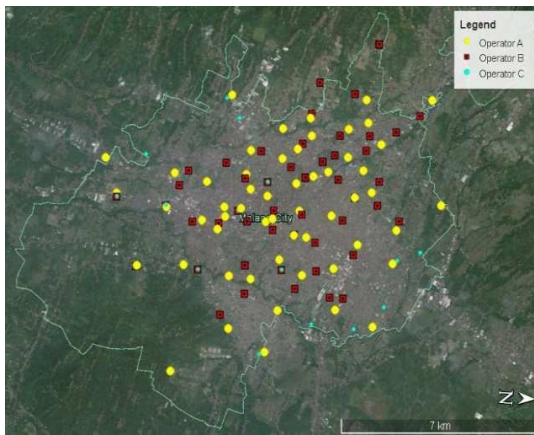 Legend
Operator A
Operator B
Operator C
Malang City
N
7 km